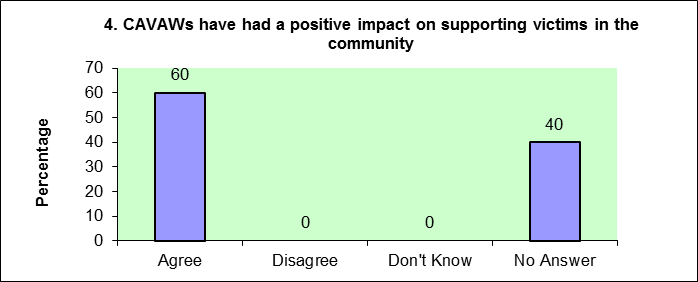 4. CAVAWs have had a positive impact on supporting victims in the
community
70
60
50
40
30
20
10
0
Percentage
60
0
0
40
Agree
Disagree
Don't Know
No Answer